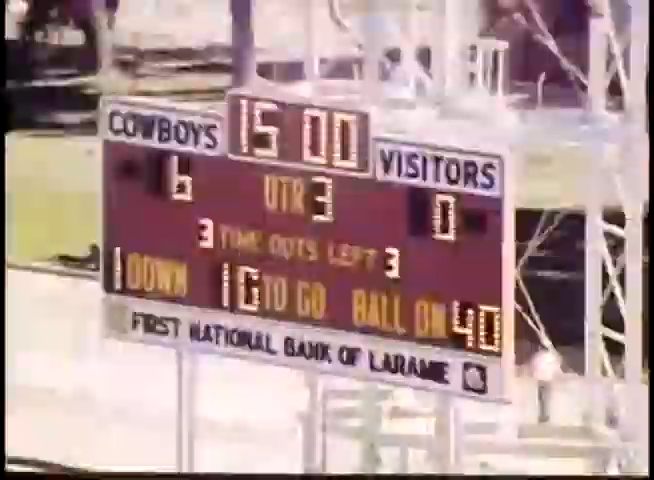 15 00
COWBOYS VISITORS
6 QTR 3 0
3 TIME OUTS LEFT 3
1 DOWN 10 TO GO BALL ON
FIRST NATIONAL BANK OF LARAMIE